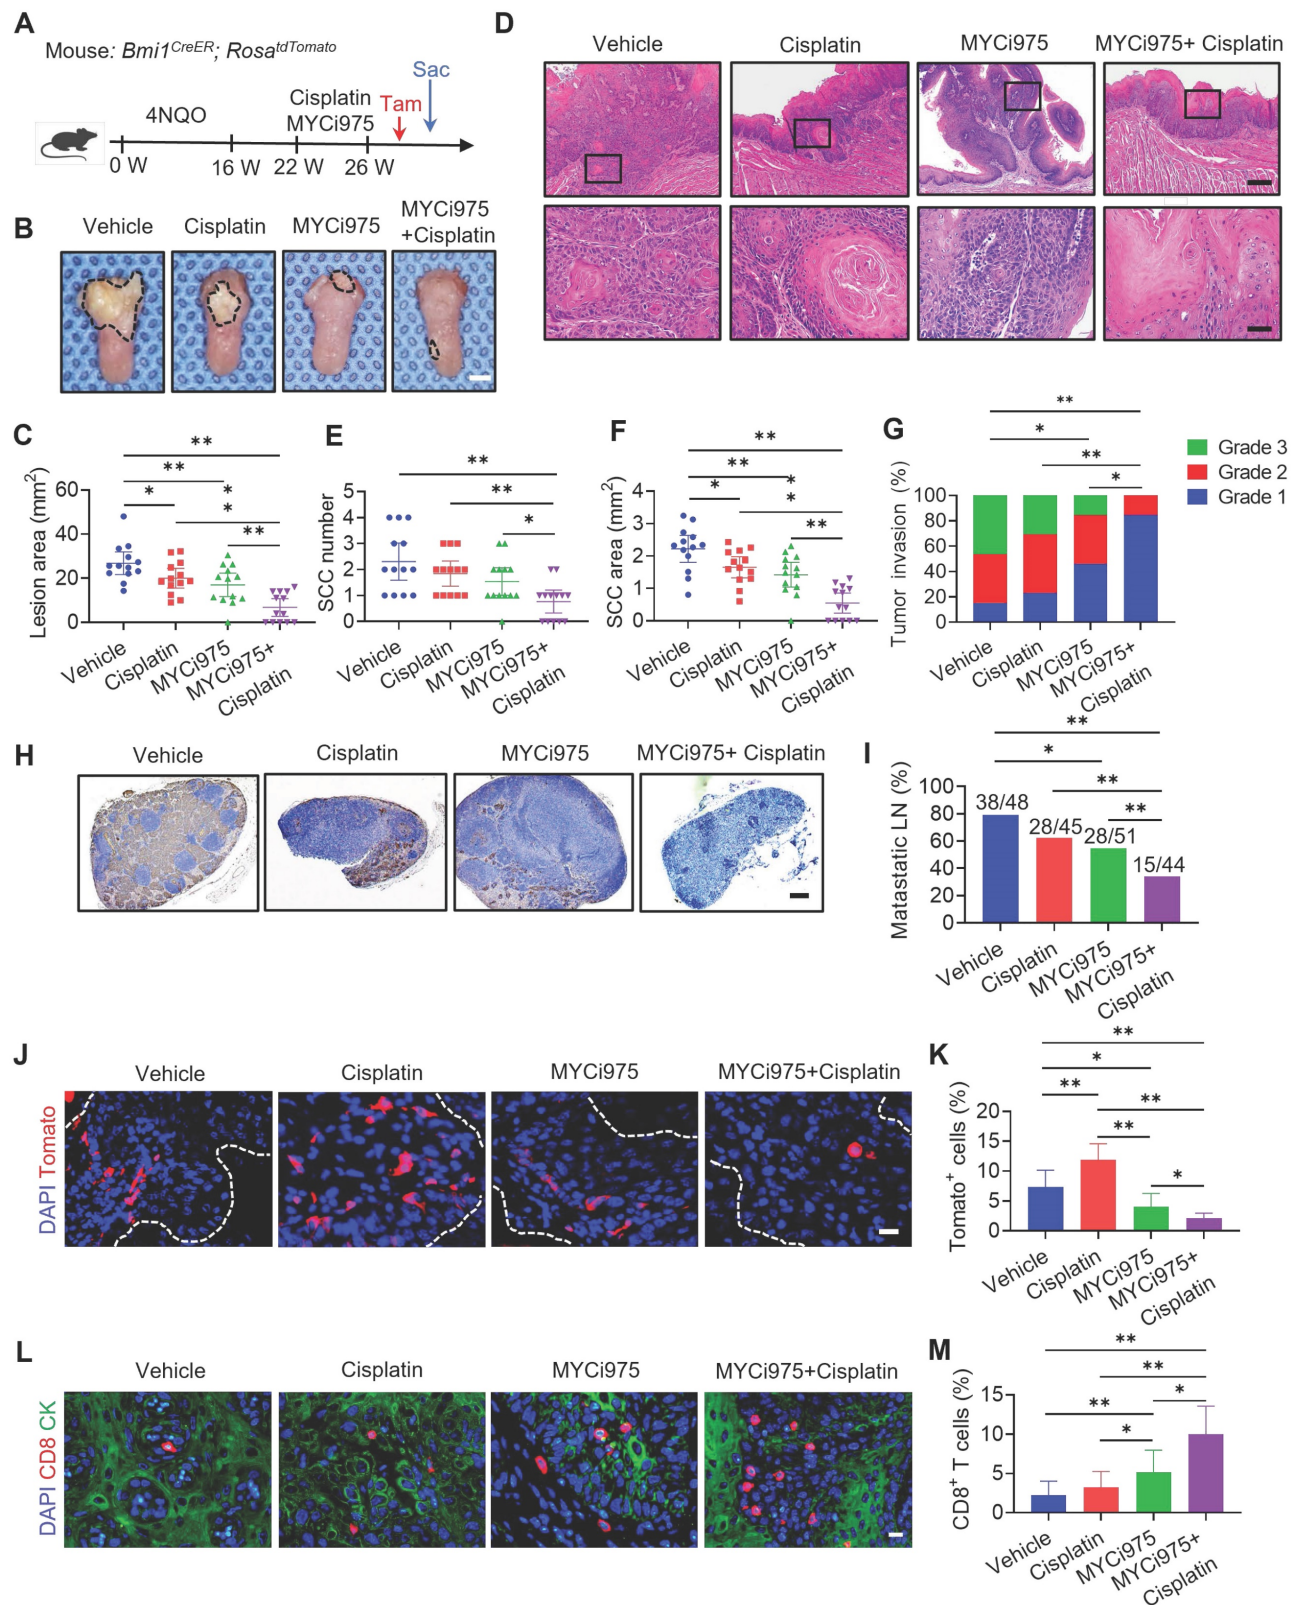 A
Mouse: Bmi1^CreER; Rosa^tdTomato
4NQO
Cisplatin
MYCi975
Tam
Sac
0 W
16 W
22 W
26 W
B
Vehicle
Cisplatin
MYCi975
MYCi975
+Cisplatin
D
Vehicle
Cisplatin
MYCi975
MYCi975+ Cisplatin
C
Lesion area (mm²)
60
40
20
0
**
**
*
*
*
**
Vehicle
Cisplatin
MYCi975
MYCi975+
Cisplatin
E
SCC number
5
4
3
2
1
0
**
**
*
Vehicle
Cisplatin
MYCi975
MYCi975+
Cisplatin
F
SCC area (mm²)
4
3
2
1
0
**
**
*
*
*
**
Vehicle
Cisplatin
MYCi975
MYCi975+
Cisplatin
G
Tumor invasion (%)
100
80
60
40
20
0
**
*
**
*
Grade 3
Grade 2
Grade 1
Vehicle
Cisplatin
MYCi975
MYCi975+
Cisplatin
H
Vehicle
Cisplatin
MYCi975
MYCi975+ Cisplatin
I
Matastatic LN (%)
100
80
60
40
20
0
**
*
**
**
38/48
28/45
28/51
15/44
Vehicle
Cisplatin
MYCi975
MYCi975+
Cisplatin
J
DAPI Tomato
Vehicle
Cisplatin
MYCi975
MYCi975+Cisplatin
K
Tomato⁺ cells (%)
20
15
10
5
0
**
*
**
**
**
*
Vehicle
Cisplatin
MYCi975
MYCi975+
Cisplatin
L
DAPI CD8 CK
Vehicle
Cisplatin
MYCi975
MYCi975+Cisplatin
M
CD8⁺ T cells (%)
15
10
5
0
**
**
*
**
*
Vehicle
Cisplatin
MYCi975
MYCi975+
Cisplatin